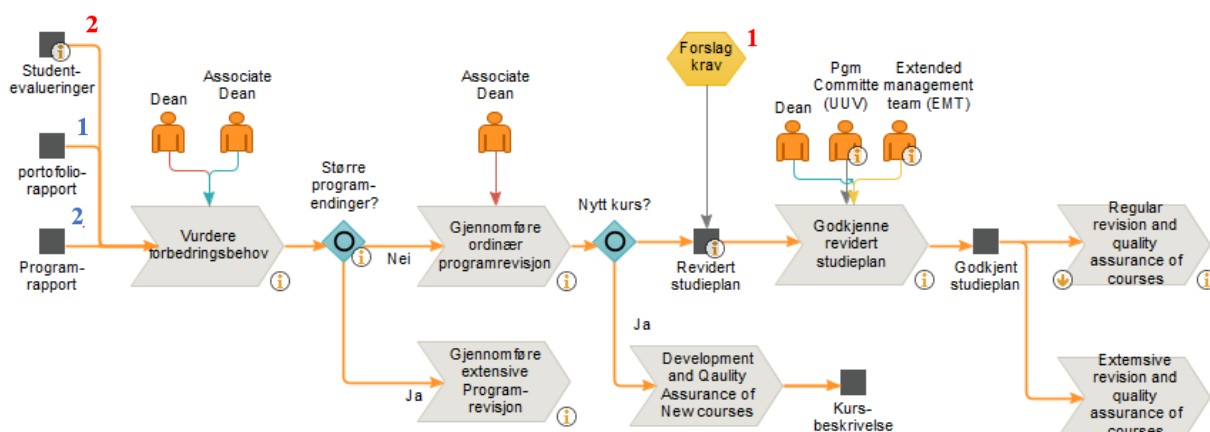 2
Student-
evalueringer
1
portofolio-
rapport
2
Program-
rapport
Dean
Associate
Dean
Vurdere
forbedringsbehov
Større
program-
endinger?
Nei
Ja
Associate
Dean
Gjennomføre
ordinær
programrevisjon
Gjennomføre
extensive
Program-
revisjon
Nytt kurs?
Ja
Forslag
krav
1
Revidert
studieplan
Development
and Qaulity
Assurance of
New courses
Kurs-
beskrivelse
Dean
Pgm
Committe
(UUV)
Extended
management
team (EMT)
Godkjenne
revidert
studieplan
Godkjent
studieplan
Regular
revision and
quality
assurance of
courses
Extemsive
revision and
quality
assurance of
courses